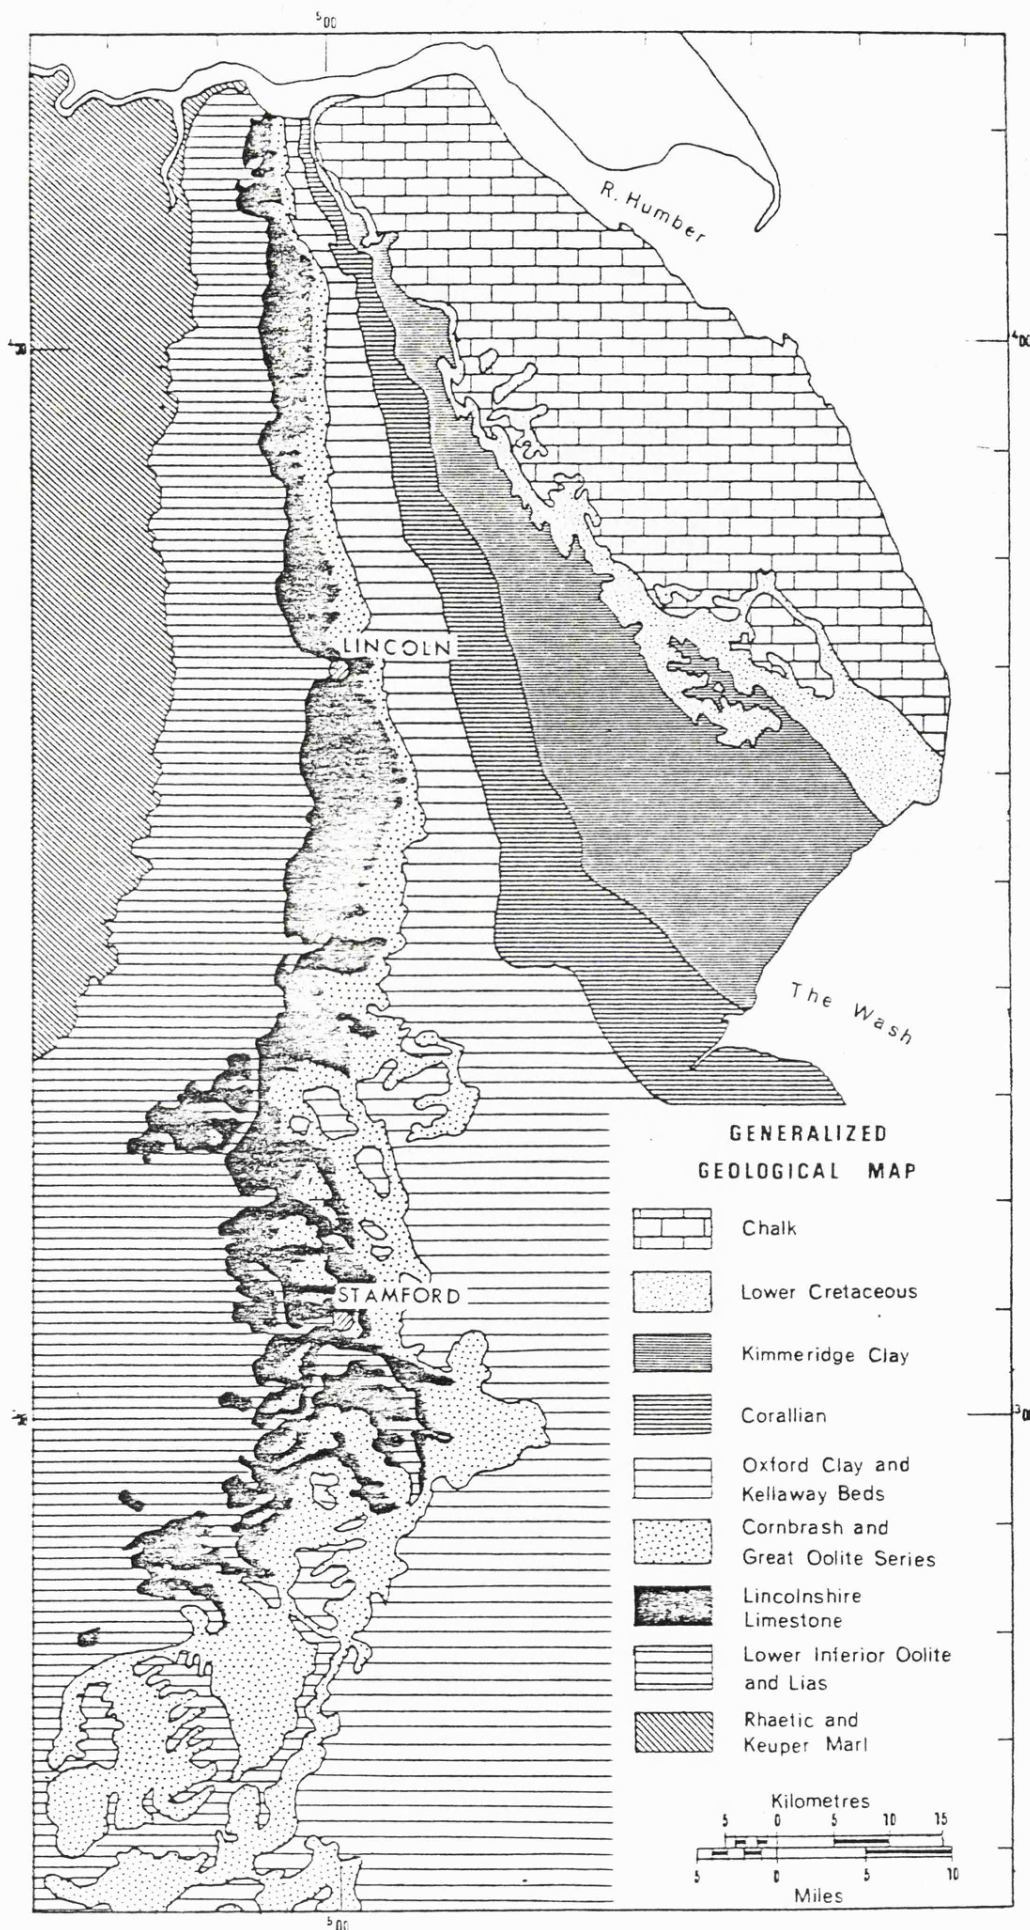 500
R. Humber
400
LINCOLN
The Wash
GENERALIZED
GEOLOGICAL MAP
Chalk
Lower Cretaceous
STAMFORD
Kimmeridge Clay
Corallian
300
Oxford Clay and
Kellaway Beds
Cornbrash and
Great Oolite Series
Lincolnshire
Limestone
Lower Inferior Oolite
and Lias
Rhaetic and
Keuper Marl
Kilometres
5 0 5 10 15
5 0 5 10
Miles
500